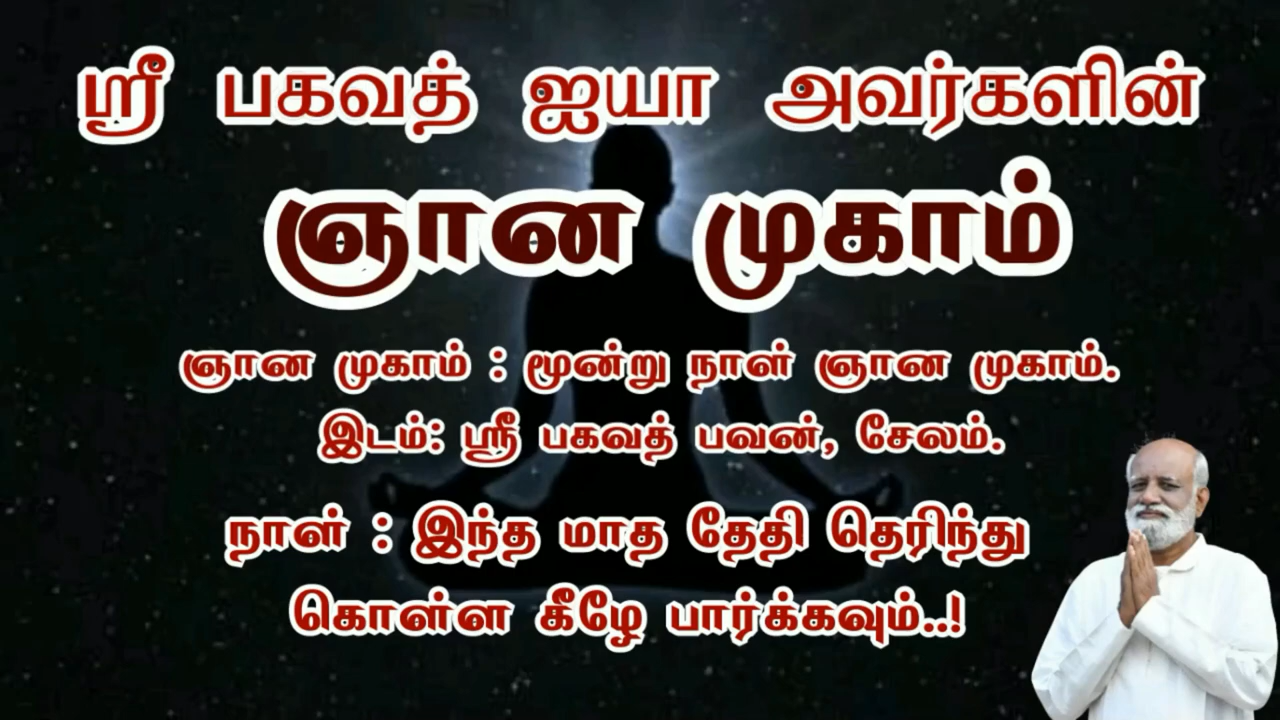 ஸ்ரீ பகவத் ஐயா அவர்களின்
ஞான முகாம்
ஞான முகாம் : மூன்று நாள் ஞான முகாம்.
இடம்: ஸ்ரீ பகவத் பவன், சேலம்.
நாள் : இந்த மாத தேதி தெரிந்து
கொள்ள கீழே பார்க்கவும்..!